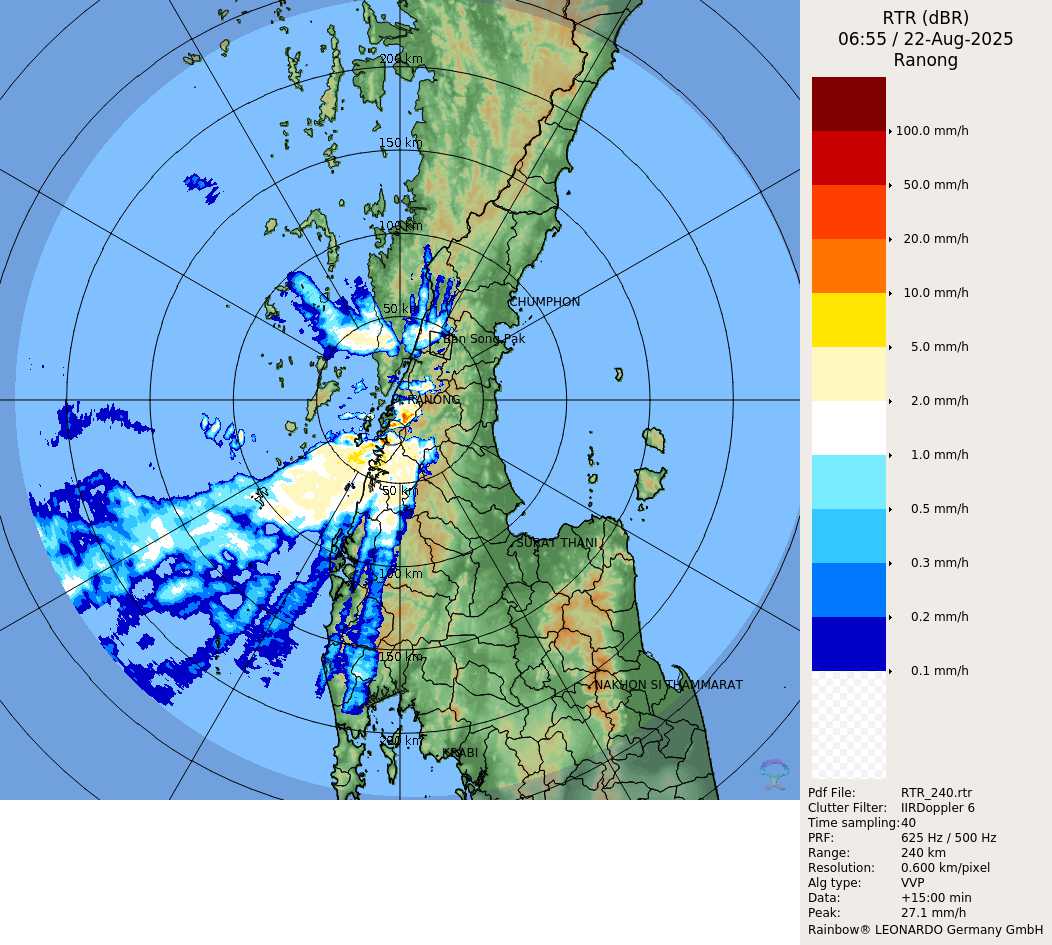 RTR (dBR)
06:55 / 22-Aug-2025
Ranong
200 km
150 km
100 km
50 km
CHUMPHON
Ban Song Pak
RANONG
50 km
SURAT THANI
100 km
150 km
NAKHON SI THAMMARAT
200 km
KRABI
100.0 mm/h
50.0 mm/h
20.0 mm/h
10.0 mm/h
5.0 mm/h
2.0 mm/h
1.0 mm/h
0.5 mm/h
0.3 mm/h
0.2 mm/h
0.1 mm/h
Pdf File: RTR_240.rtr
Clutter Filter: IIRDoppler 6
Time sampling:40
PRF: 625 Hz / 500 Hz
Range: 240 km
Resolution: 0.600 km/pixel
Alg type: VVP
Data: +15:00 min
Peak: 27.1 mm/h
Rainbow® LEONARDO Germany GmbH